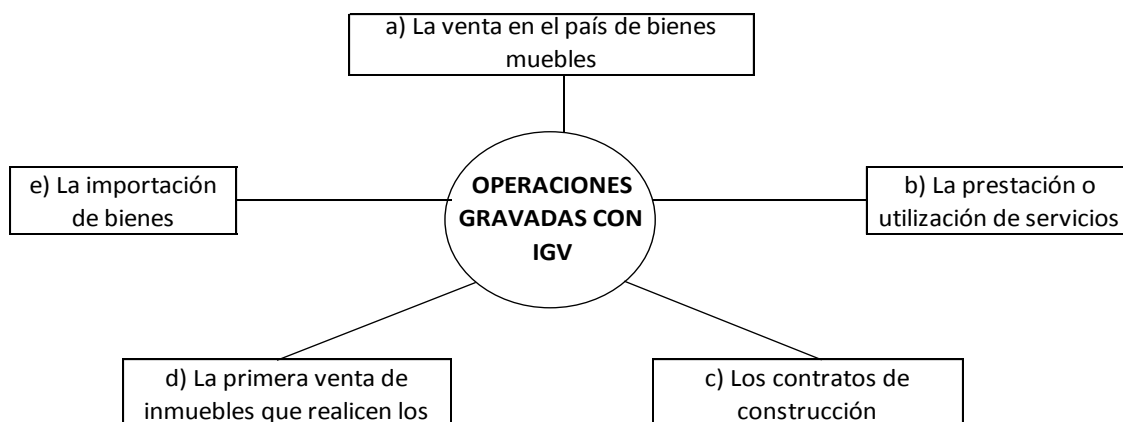 a) La venta en el país de bienes
muebles
e) La importación
de bienes
OPERACIONES
GRAVADAS CON
IGV
b) La prestación o
utilización de servicios
d) La primera venta de
inmuebles que realicen los
c) Los contratos de
construcción